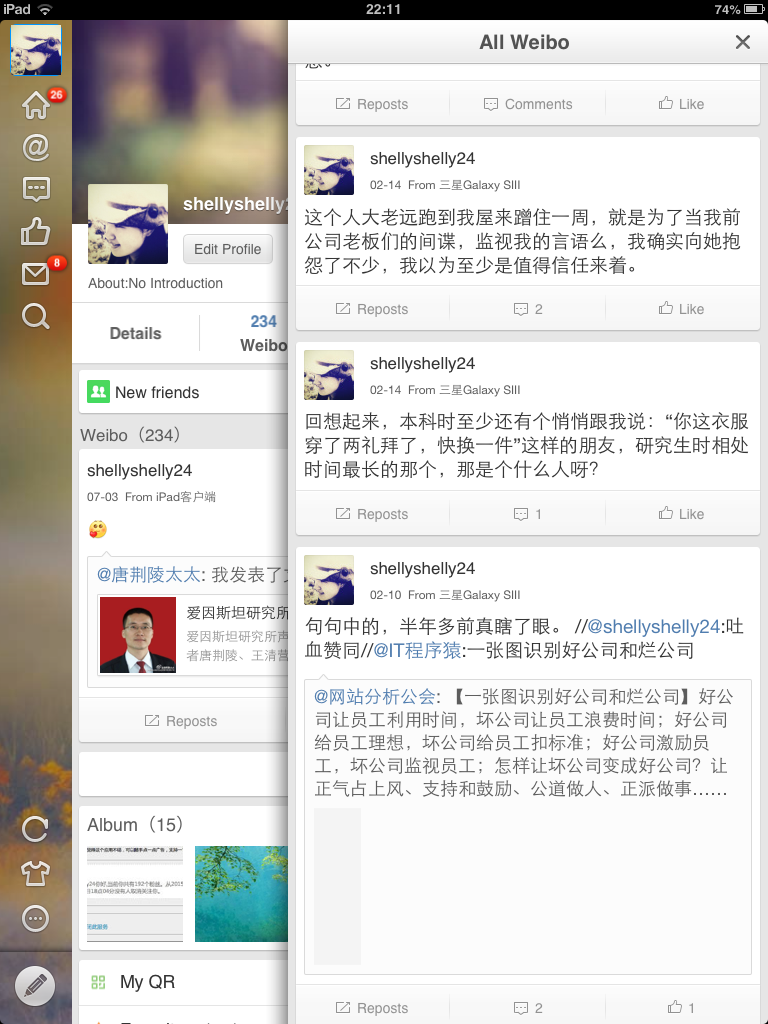 iPad
22:11
74%
26
8
shellyshelly2
Edit Profile
About:No Introduction
Details
234
Weibo
New friends
Weibo（234）
shellyshelly24
07-03 From iPad客户端
@唐荆陵太太: 我发表了
爱因斯坦研究所
爱因斯坦研究所声
者唐荆陵、王清营
Reposts
Album（15）
My QR
All Weibo
Reposts
Comments
Like
shellyshelly24
02-14 From 三星Galaxy SIII
这个人大老远跑到我屋来蹭住一周，就是为了当我前
公司老板们的间谍，监视我的言语么，我确实向她抱
怨了不少，我以为至少是值得信任来着。
Reposts
2
Like
shellyshelly24
02-14 From 三星Galaxy SIII
回想起来，本科时至少还有个悄悄跟我说：“你这衣服
穿了两礼拜了，快换一件”这样的朋友，研究生时相处
时间最长的那个，那是个什么人呀？
Reposts
1
Like
shellyshelly24
02-10 From 三星Galaxy SIII
句句中的，半年多前真瞎了眼。 //@shellyshelly24:吐
血赞同//@IT程序猿:一张图识别好公司和烂公司
@网站分析公会: 【一张图识别好公司和烂公司】好公
司让员工利用时间，坏公司让员工浪费时间；好公司
给员工理想，坏公司给员工扣标准；好公司激励员
工，坏公司监视员工；怎样让坏公司变成好公司？让
正气占上风、支持和鼓励、公道做人、正派做事……
Reposts
2
1